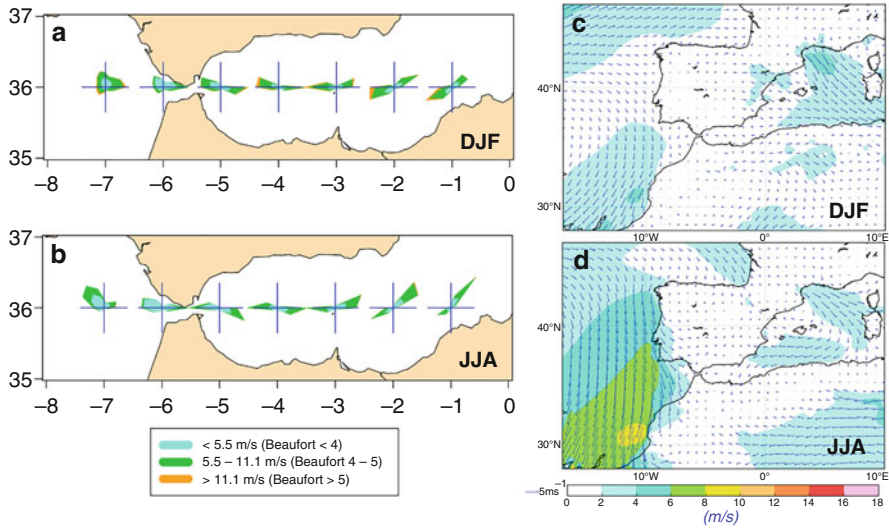 37
a
36
35
DJF
−8 −7 −6 −5 −4 −3 −2 −1 0
37
b
36
35
JJA
−8 −7 −6 −5 −4 −3 −2 −1 0
< 5.5 m/s (Beaufort < 4)
5.5 – 11.1 m/s (Beaufort 4 – 5)
> 11.1 m/s (Beaufort > 5)
c
40°N
30°N
DJF
10°W 0° 10°E
d
40°N
30°N
JJA
10°W 0° 10°E
5ms −1
0 2 4 6 8 10 12 14 16 18
(m/s)